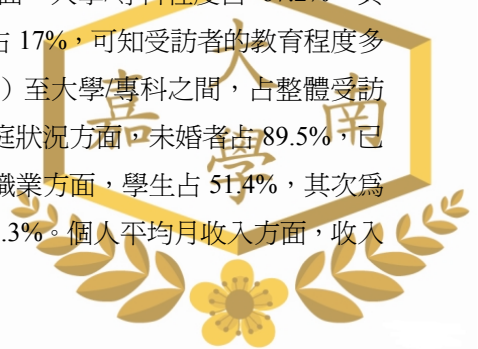 占 17%，可知受訪者的教育程度多
）至大學/專科之間，占整體受訪
庭狀況方面，未婚者占 89.5%，已
職業方面，學生占 51.4%，其次為
.3%。個人平均月收入方面，收入
嘉南大學